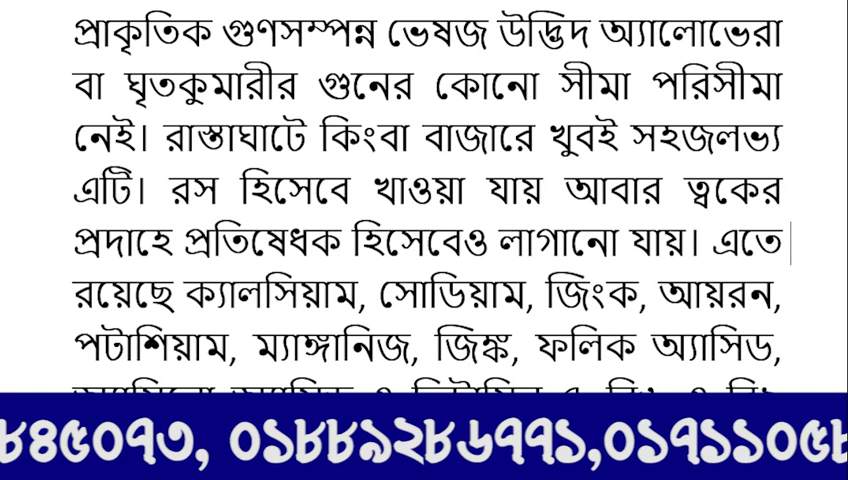 প্রাকৃতিক গুণসম্পন্ন ভেষজ উদ্ভিদ অ্যালোভেরা
বা ঘৃতকুমারীর গুনের কোনো সীমা পরিসীমা
নেই। রাস্তাঘাটে কিংবা বাজারে খুবই সহজলভ্য
এটি। রস হিসেবে খাওয়া যায় আবার ত্বকের
প্রদাহে প্রতিষেধক হিসেবেও লাগানো যায়। এতে
রয়েছে ক্যালসিয়াম, সোডিয়াম, জিংক, আয়রন,
পটাশিয়াম, ম্যাঙ্গানিজ, জিঙ্ক, ফলিক অ্যাসিড,
৮৪৫০৭৩, ০১৮৮৯২৮৬৭৭১,০১৭১১০৫৮